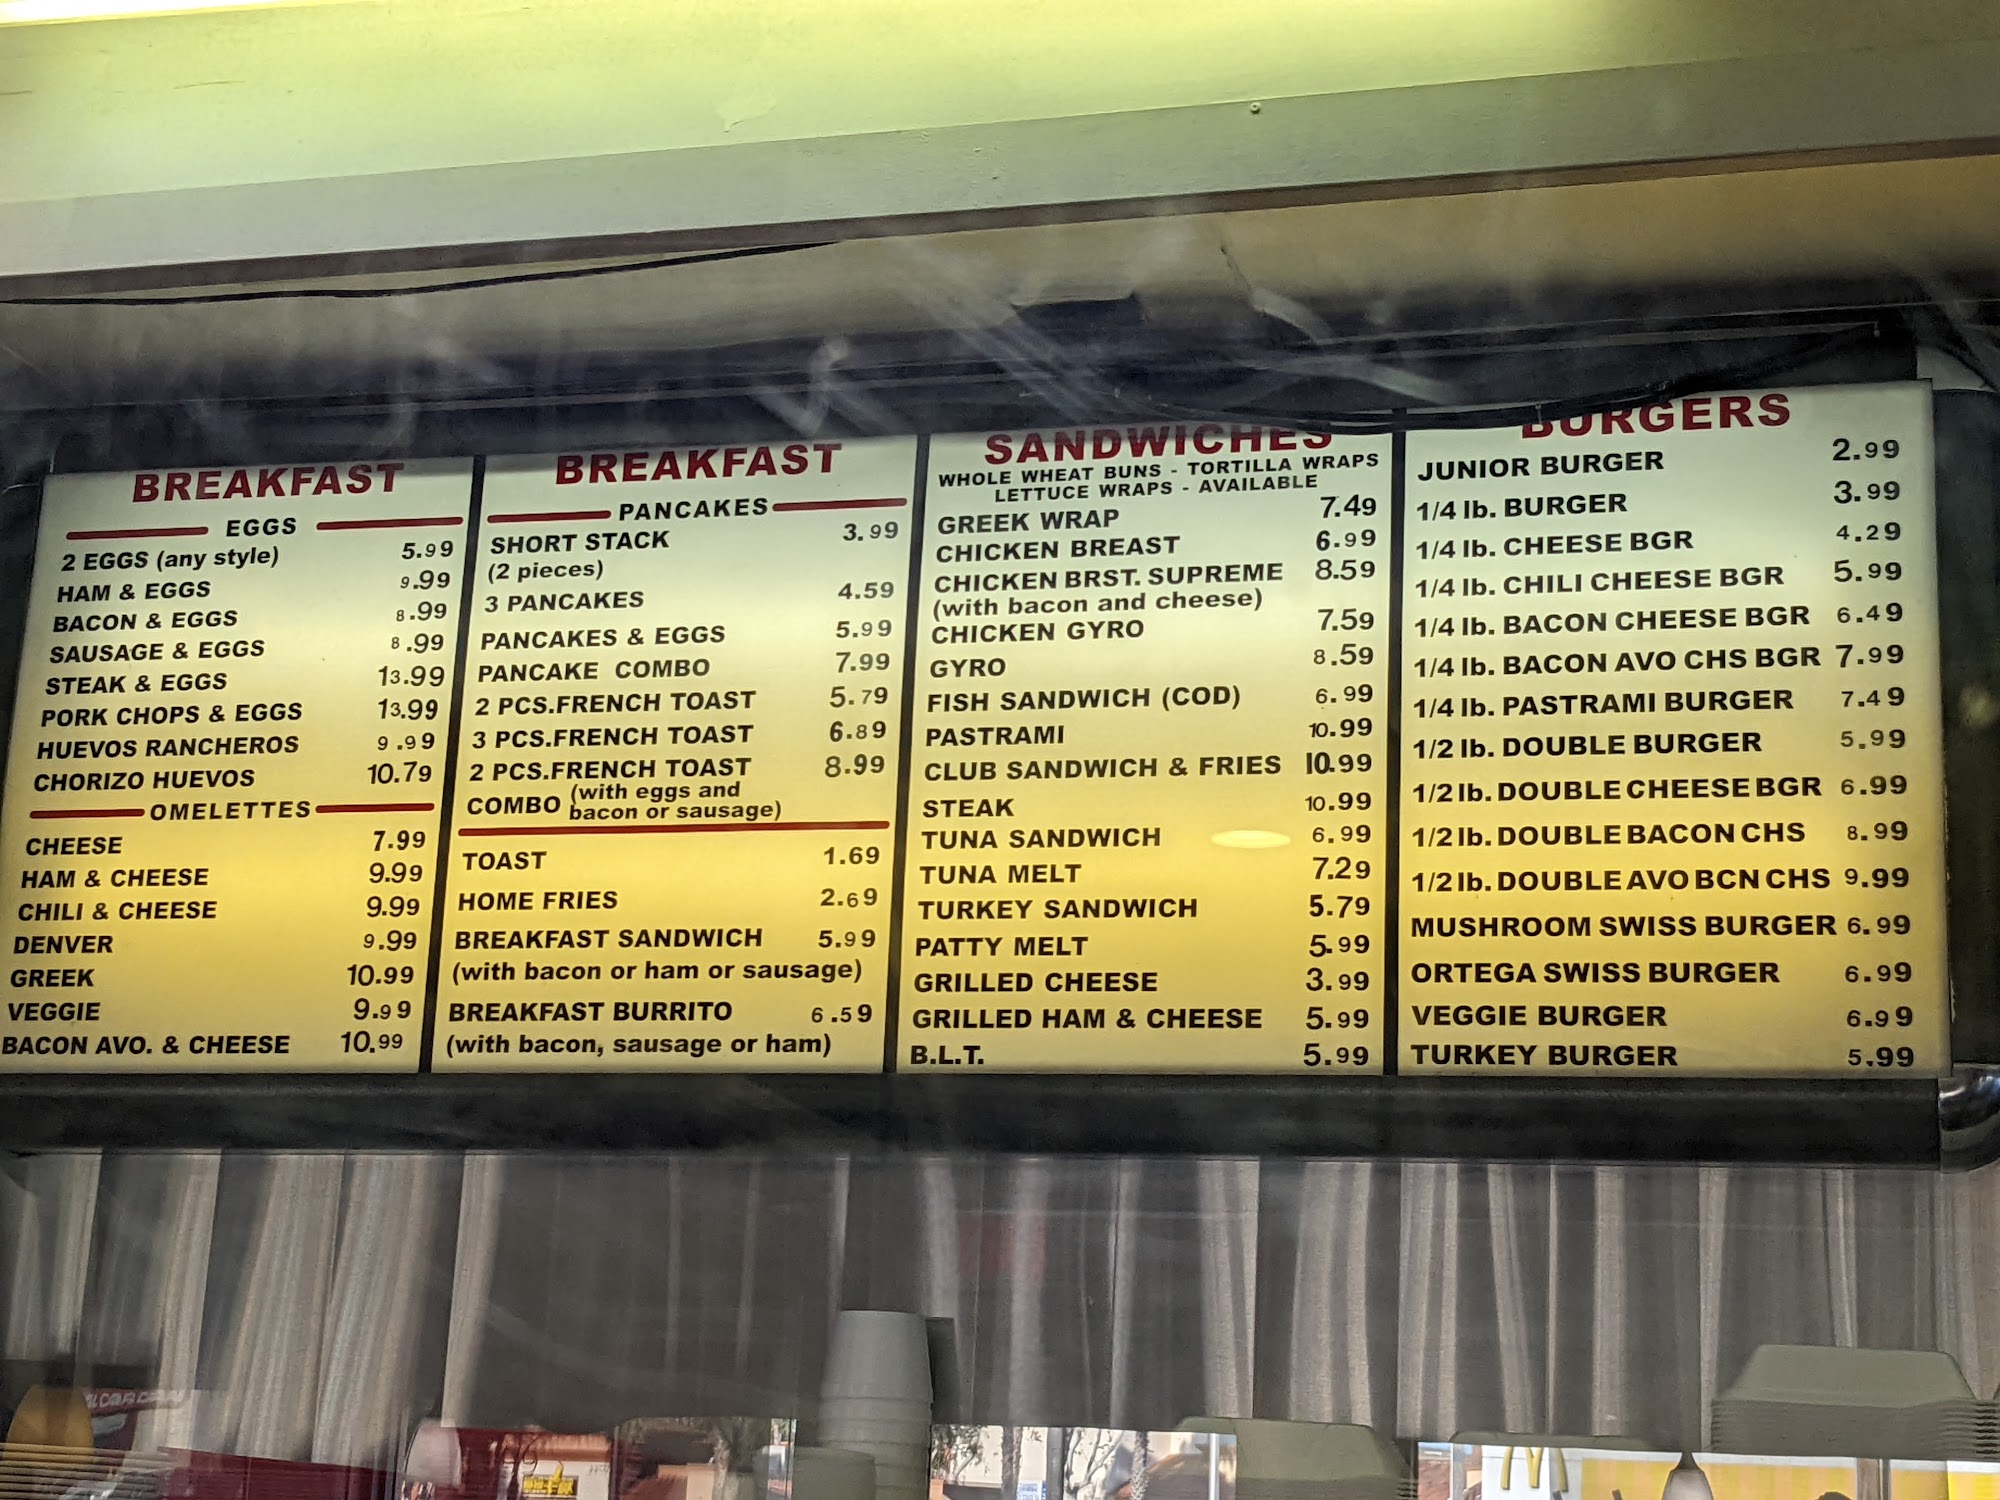 BREAKFAST
EGGS
2 EGGS (any style) 5.99
HAM & EGGS 9.99
BACON & EGGS 8.99
SAUSAGE & EGGS 8.99
STEAK & EGGS 13.99
PORK CHOPS & EGGS 13.99
HUEVOS RANCHEROS 9.99
CHORIZO HUEVOS 10.79
OMELETTES
CHEESE 7.99
HAM & CHEESE 9.99
CHILI & CHEESE 9.99
DENVER 9.99
GREEK 10.99
VEGGIE 9.99
BACON AVO. & CHEESE 10.99
BREAKFAST
PANCAKES
SHORT STACK 3.99
(2 pieces)
3 PANCAKES 4.59
PANCAKES & EGGS 5.99
PANCAKE COMBO 7.99
2 PCS.FRENCH TOAST 5.79
3 PCS.FRENCH TOAST 6.89
2 PCS.FRENCH TOAST 8.99
COMBO (with eggs and
bacon or sausage)
TOAST 1.69
HOME FRIES 2.69
BREAKFAST SANDWICH 5.99
(with bacon or ham or sausage)
BREAKFAST BURRITO 6.59
(with bacon, sausage or ham)
SANDWICHES
WHOLE WHEAT BUNS - TORTILLA WRAPS
LETTUCE WRAPS - AVAILABLE
GREEK WRAP 7.49
CHICKEN BREAST 6.99
CHICKEN BRST. SUPREME 8.59
(with bacon and cheese)
CHICKEN GYRO 7.59
GYRO 8.59
FISH SANDWICH (COD) 6.99
PASTRAMI 10.99
CLUB SANDWICH & FRIES 10.99
STEAK 10.99
TUNA SANDWICH 6.99
TUNA MELT 7.29
TURKEY SANDWICH 5.79
PATTY MELT 5.99
GRILLED CHEESE 3.99
GRILLED HAM & CHEESE 5.99
B.L.T. 5.99
BURGERS
JUNIOR BURGER 2.99
1/4 lb. BURGER 3.99
1/4 lb. CHEESE BGR 4.29
1/4 lb. CHILI CHEESE BGR 5.99
1/4 lb. BACON CHEESE BGR 6.49
1/4 lb. BACON AVO CHS BGR 7.99
1/4 lb. PASTRAMI BURGER 7.49
1/2 lb. DOUBLE BURGER 5.99
1/2 lb. DOUBLE CHEESE BGR 6.99
1/2 lb. DOUBLE BACON CHS 8.99
1/2 lb. DOUBLE AVO BCN CHS 9.99
MUSHROOM SWISS BURGER 6.99
ORTEGA SWISS BURGER 6.99
VEGGIE BURGER 6.99
TURKEY BURGER 5.99